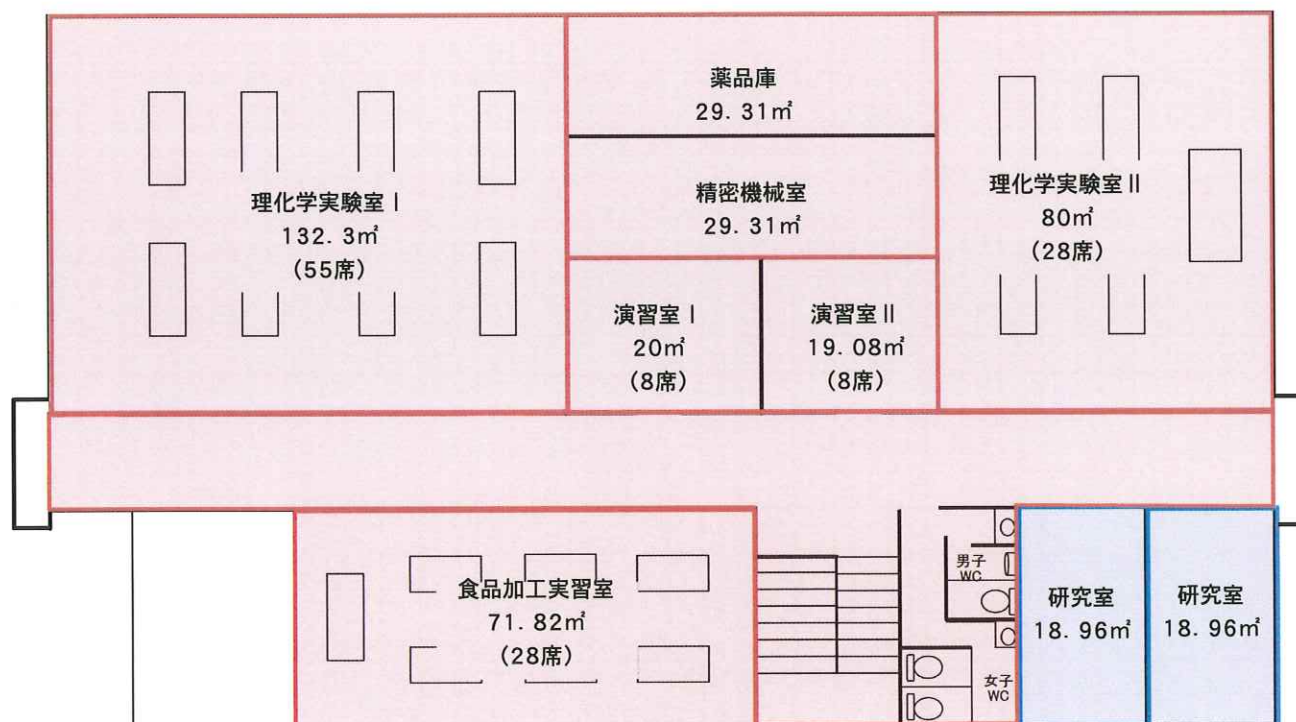 薬品庫
29.31㎡
精密機械室
29.31㎡
理化学実験室Ⅰ
132.3㎡
(55席)
理化学実験室Ⅱ
80㎡
(28席)
演習室Ⅰ
20㎡
(8席)
演習室Ⅱ
19.08㎡
(8席)
食品加工実習室
71.82㎡
(28席)
男子
WC
女子
WC
研究室
18.96㎡
研究室
18.96㎡